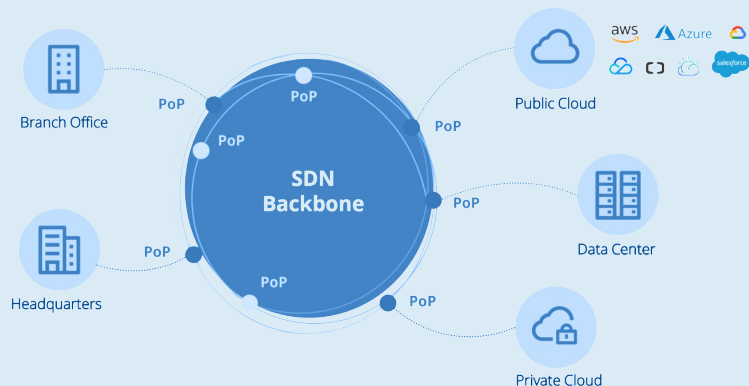 aws
Azure
salesforce
Public Cloud
Branch Office
PoP
PoP
PoP
PoP
SDN
Backbone
PoP
Data Center
PoP
Headquarters
PoP
PoP
Private Cloud